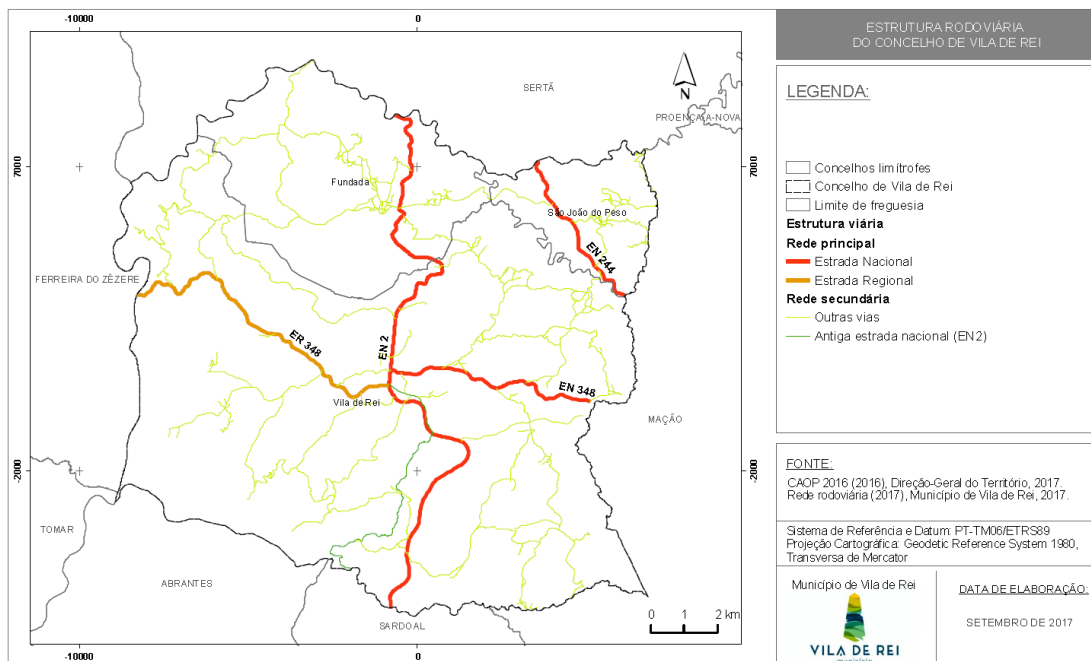 -10000
0
7000
7000
-2000
-2000
-10000
0
N
SERTÃ
PROENÇA-A-NOVA
Fundada
São João do Peso
EN 244
FERREIRA DO ZÊZERE
ER 348
EN 2
EN 348
Vila de Rei
MAÇÃO
TOMAR
ABRANTES
SARDOAL
0 1 2 km
ESTRUTURA RODOVIÁRIA
DO CONCELHO DE VILA DE REI
LEGENDA:
Concelhos limítrofes
Concelho de Vila de Rei
Limite de freguesia
Estrutura viária
Rede principal
Estrada Nacional
Estrada Regional
Rede secundária
Outras vias
Antiga estrada nacional (EN2)
FONTE:
CAOP 2016 (2016), Direção-Geral do Território, 2017.
Rede rodoviária (2017), Município de Vila de Rei, 2017.
Sistema de Referência e Datum: PT-TM06/ETRS89
Projeção Cartográfica: Geodetic Reference System 1980,
Transversa de Mercator
Município de Vila de Rei
VILA DE REI
município
DATA DE ELABORAÇÃO:
SETEMBRO DE 2017